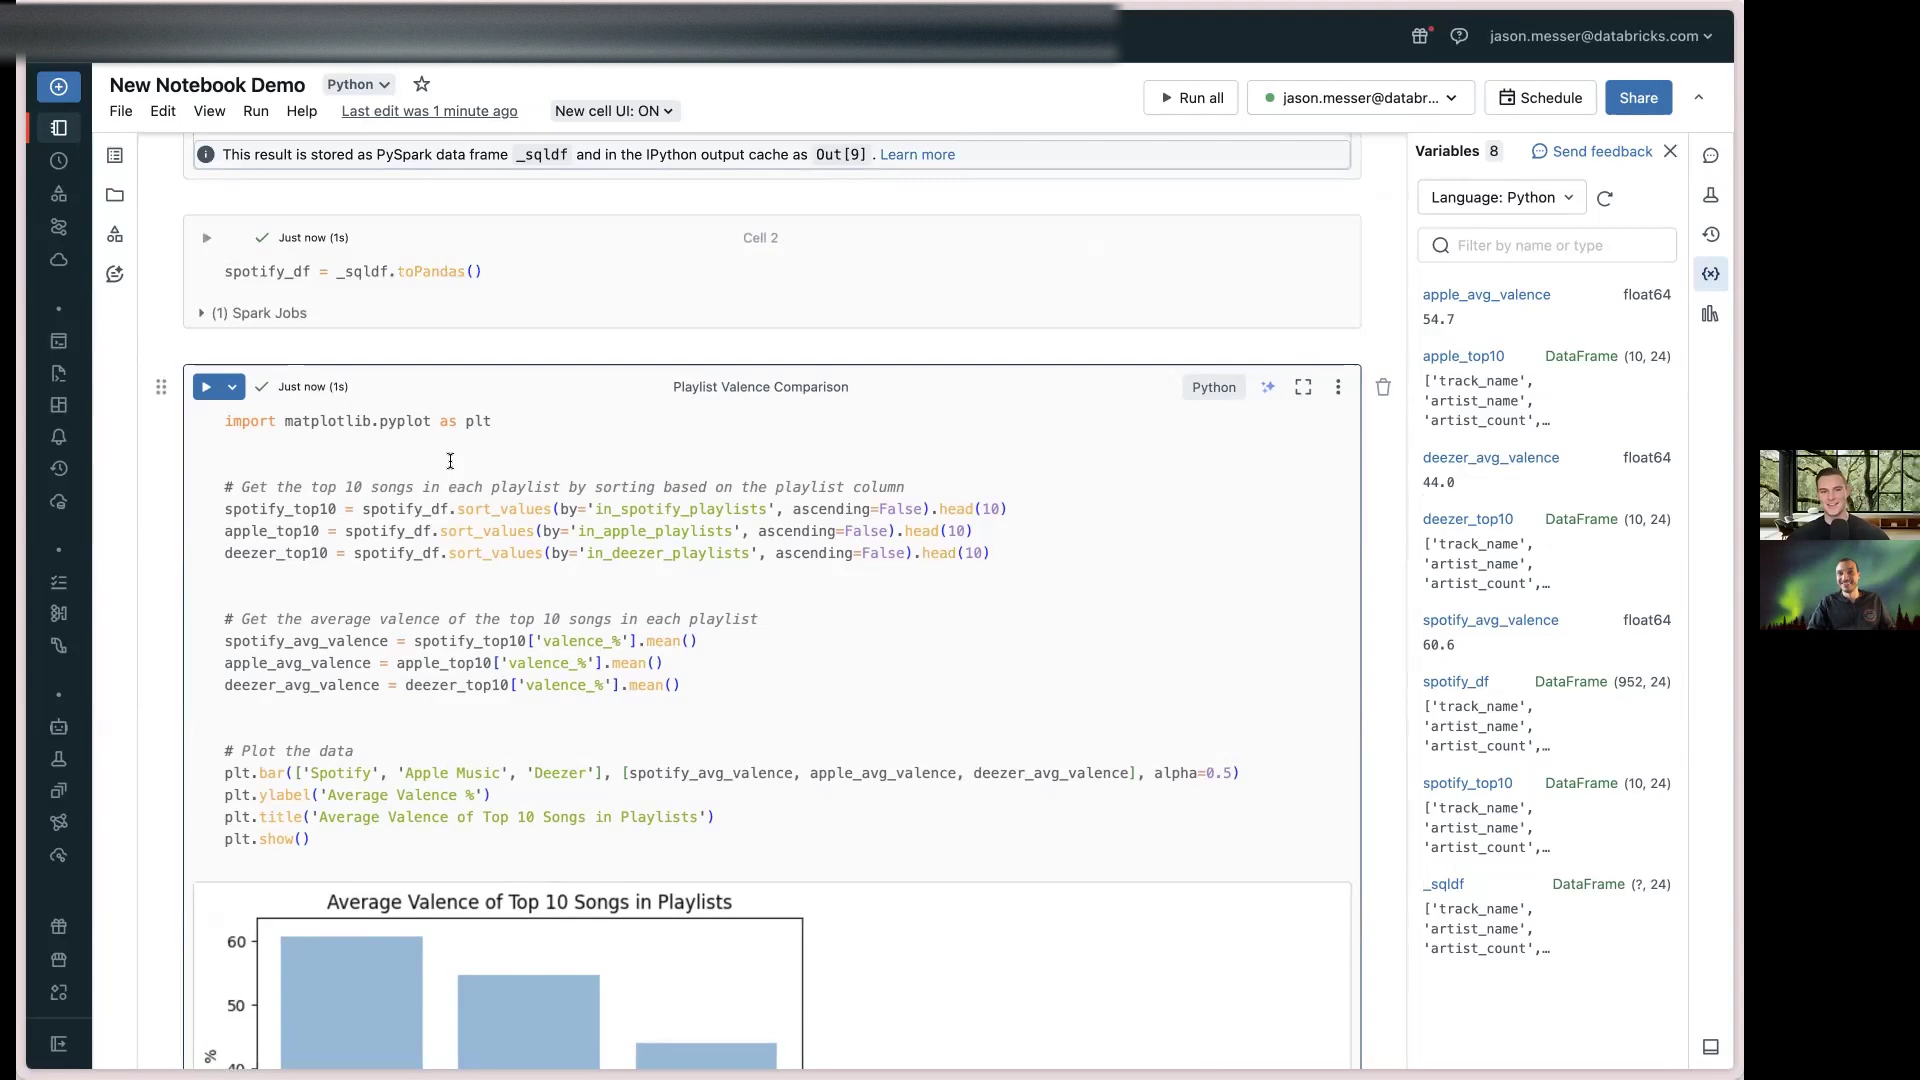 jason.messer@databricks.com
New Notebook Demo
Python
File Edit View Run Help
Last edit was 1 minute ago
New cell UI: ON
Run all
jason.messer@databr...
Schedule
Share
This result is stored as PySpark data frame _sqldf and in the IPython output cache as Out[9] . Learn more
Just now (1s)
Cell 2
spotify_df = _sqldf.toPandas()
(1) Spark Jobs
Just now (1s)
Playlist Valence Comparison
Python
import matplotlib.pyplot as plt
# Get the top 10 songs in each playlist by sorting based on the playlist column
spotify_top10 = spotify_df.sort_values(by='in_spotify_playlists', ascending=False).head(10)
apple_top10 = spotify_df.sort_values(by='in_apple_playlists', ascending=False).head(10)
deezer_top10 = spotify_df.sort_values(by='in_deezer_playlists', ascending=False).head(10)
# Get the average valence of the top 10 songs in each playlist
spotify_avg_valence = spotify_top10['valence_%'].mean()
apple_avg_valence = apple_top10['valence_%'].mean()
deezer_avg_valence = deezer_top10['valence_%'].mean()
# Plot the data
plt.bar(['Spotify', 'Apple Music', 'Deezer'], [spotify_avg_valence, apple_avg_valence, deezer_avg_valence], alpha=0.5)
plt.ylabel('Average Valence %')
plt.title('Average Valence of Top 10 Songs in Playlists')
plt.show()
Average Valence of Top 10 Songs in Playlists
60
50
40
%
Variables 8
Send feedback
Language: Python
Filter by name or type
apple_avg_valence float64
54.7
apple_top10 DataFrame (10, 24)
['track_name',
'artist_name',
'artist_count',…
deezer_avg_valence float64
44.0
deezer_top10 DataFrame (10, 24)
['track_name',
'artist_name',
'artist_count',…
spotify_avg_valence float64
60.6
spotify_df DataFrame (952, 24)
['track_name',
'artist_name',
'artist_count',…
spotify_top10 DataFrame (10, 24)
['track_name',
'artist_name',
'artist_count',…
_sqldf DataFrame (?, 24)
['track_name',
'artist_name',
'artist_count',…